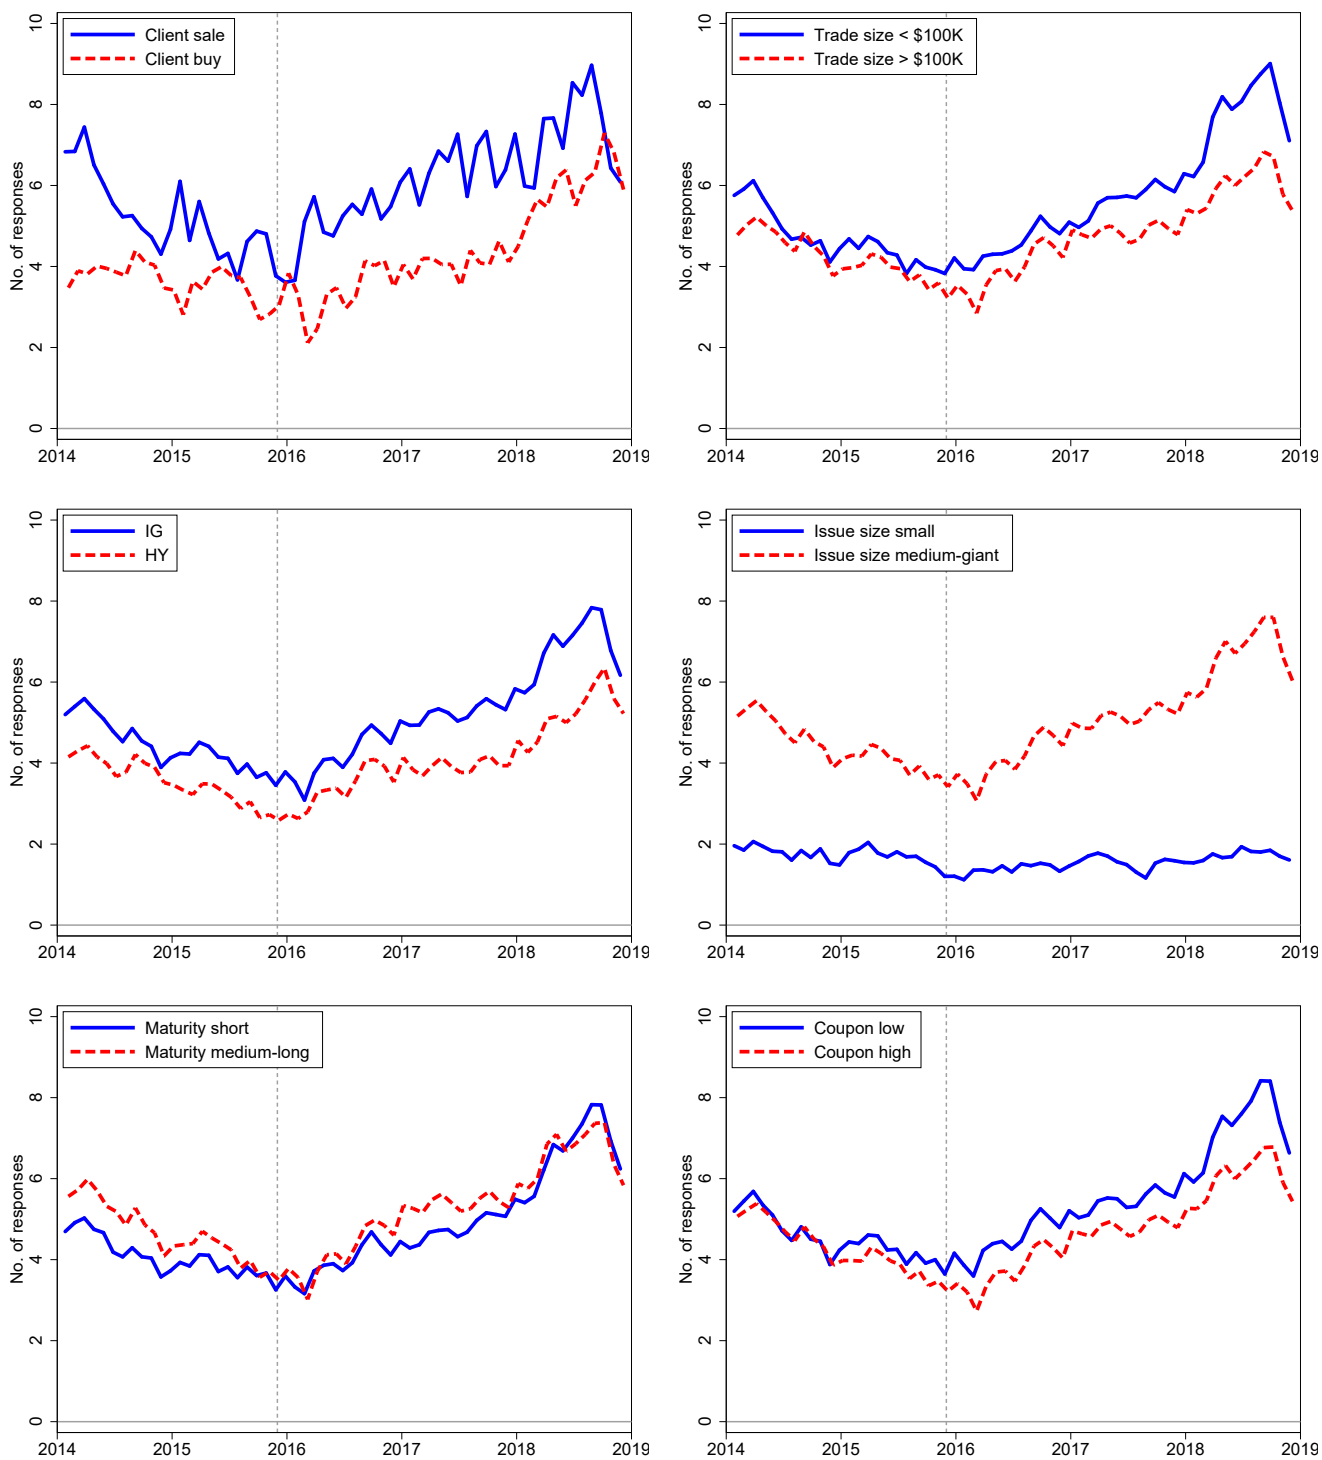 Client sale
Client buy
No. of responses
10
8
6
4
2
0
2014 2015 2016 2017 2018 2019
Trade size < $100K
Trade size > $100K
No. of responses
10
8
6
4
2
0
2014 2015 2016 2017 2018 2019
IG
HY
No. of responses
10
8
6
4
2
0
2014 2015 2016 2017 2018 2019
Issue size small
Issue size medium-giant
No. of responses
10
8
6
4
2
0
2014 2015 2016 2017 2018 2019
Maturity short
Maturity medium-long
No. of responses
10
8
6
4
2
0
2014 2015 2016 2017 2018 2019
Coupon low
Coupon high
No. of responses
10
8
6
4
2
0
2014 2015 2016 2017 2018 2019